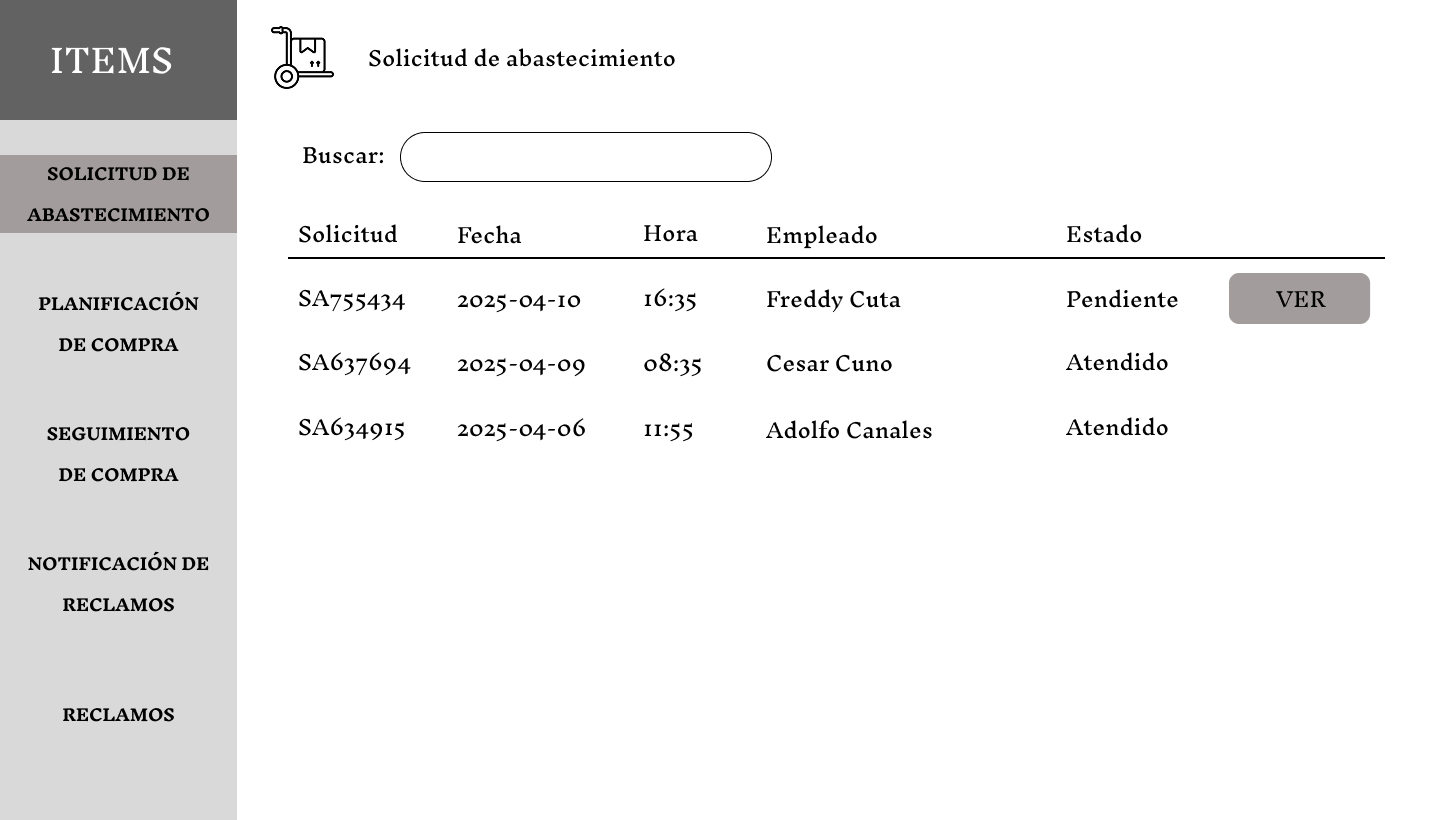 ITEMS
SOLICITUD DE
ABASTECIMIENTO
PLANIFICACIÓN
DE COMPRA
SEGUIMIENTO
DE COMPRA
NOTIFICACIÓN DE
RECLAMOS
RECLAMOS
Solicitud de abastecimiento
Buscar:
Solicitud Fecha Hora Empleado Estado
SA755434 2025-04-10 16:35 Freddy Cuta Pendiente VER
SA637694 2025-04-09 08:35 Cesar Cuno Atendido
SA634915 2025-04-06 11:55 Adolfo Canales Atendido